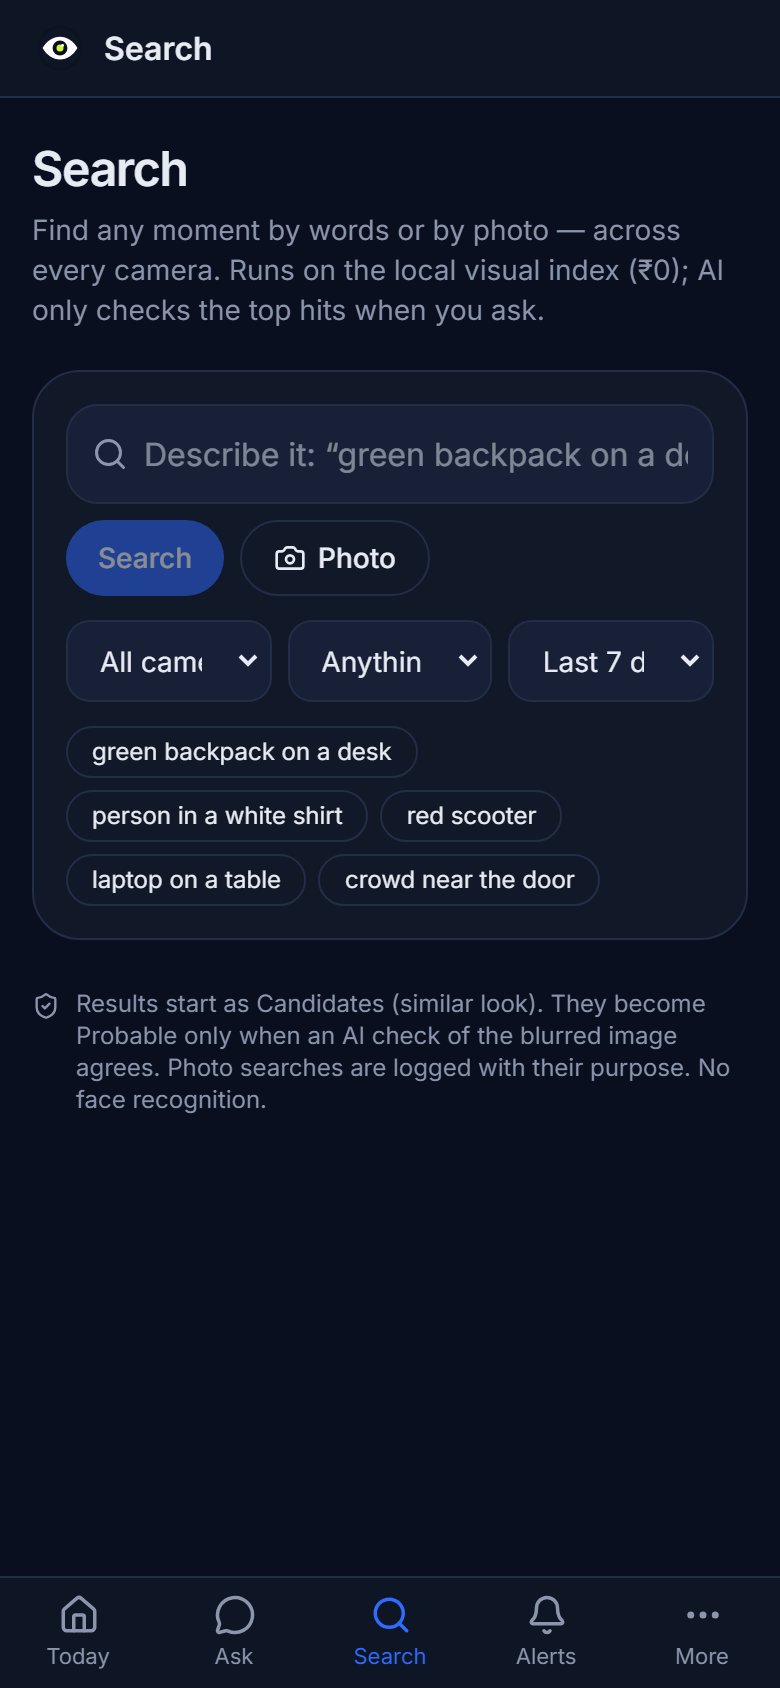 Search
Search
Find any moment by words or by photo — across
every camera. Runs on the local visual index (₹0); AI
only checks the top hits when you ask.
Describe it: “green backpack on a de
Search
Photo
All came
Anythin
Last 7 d
green backpack on a desk
person in a white shirt
red scooter
laptop on a table
crowd near the door
Results start as Candidates (similar look). They become
Probable only when an AI check of the blurred image
agrees. Photo searches are logged with their purpose. No
face recognition.
Today
Ask
Search
Alerts
More